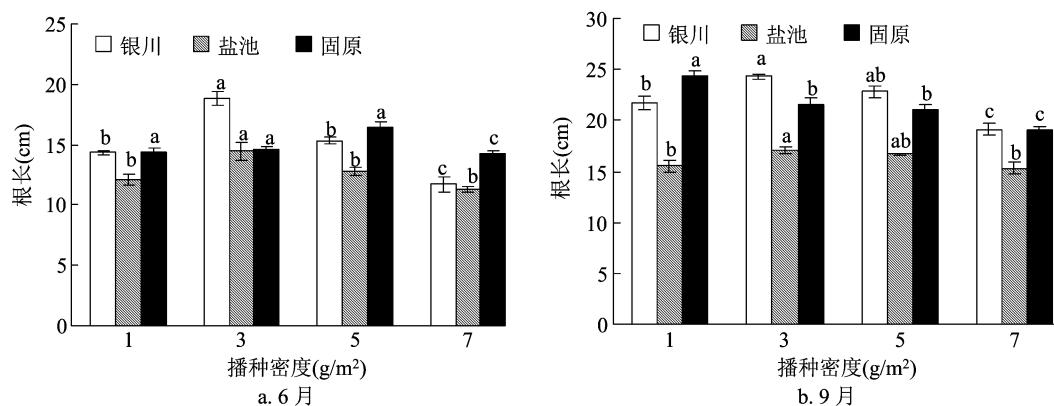 25
20
15
10
5
0
根长(cm)
银川 盐池 固原
b b a
a a a
b b a
c b c
1 3 5 7
播种密度(g/m²)
a. 6 月
30
25
20
15
10
5
0
根长(cm)
银川 盐池 固原
b b a
a a b
ab ab b
c b c
1 3 5 7
播种密度(g/m²)
b. 9 月